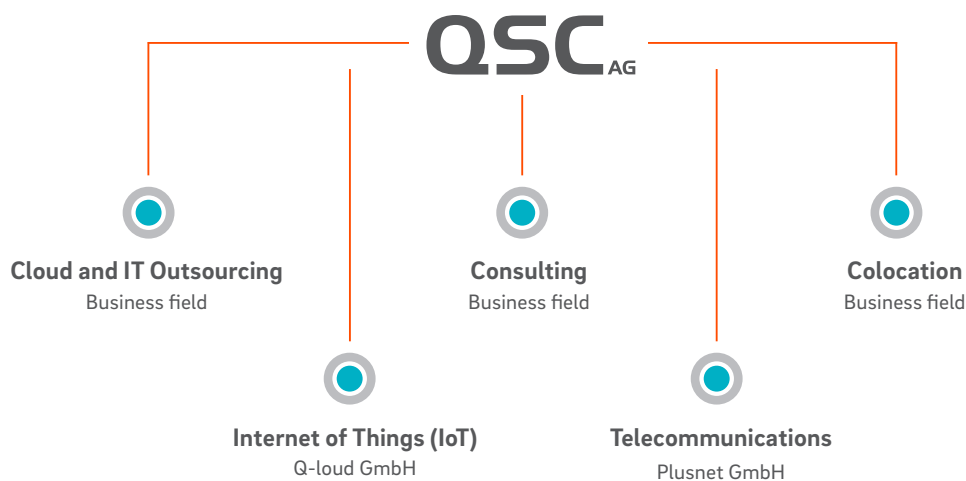 QSC AG
Cloud and IT Outsourcing
Business field
Consulting
Business field
Colocation
Business field
Internet of Things (IoT)
Q-loud GmbH
Telecommunications
Plusnet GmbH